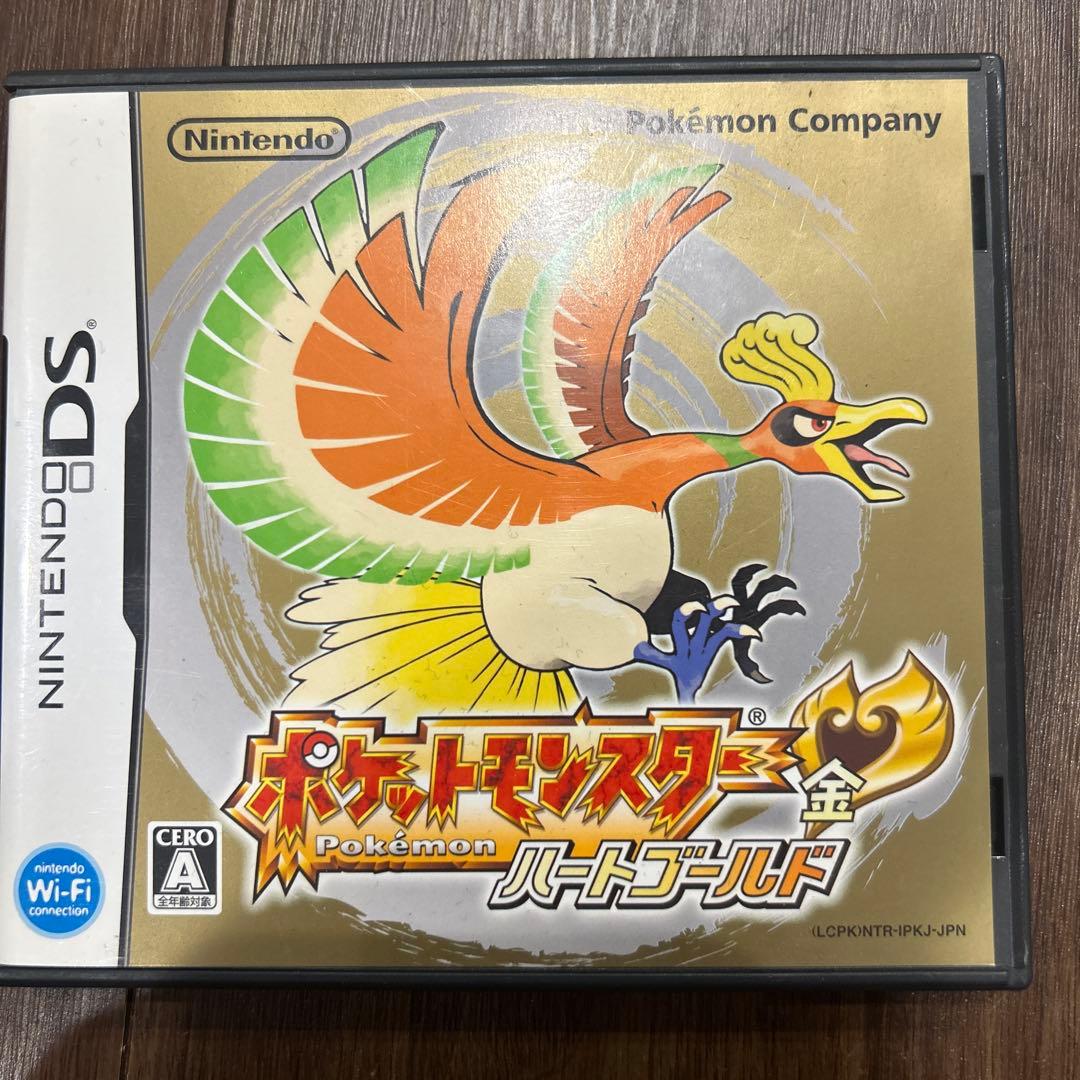 Nintendo®
Pokémon Company
NINTENDO DS®
ポケットモンスター®
Pokémon
金
ハートゴールド
CERO
A
全年齢対象
nintendo
Wi-Fi
connection
(LCPK)NTR-IPKJ-JPN